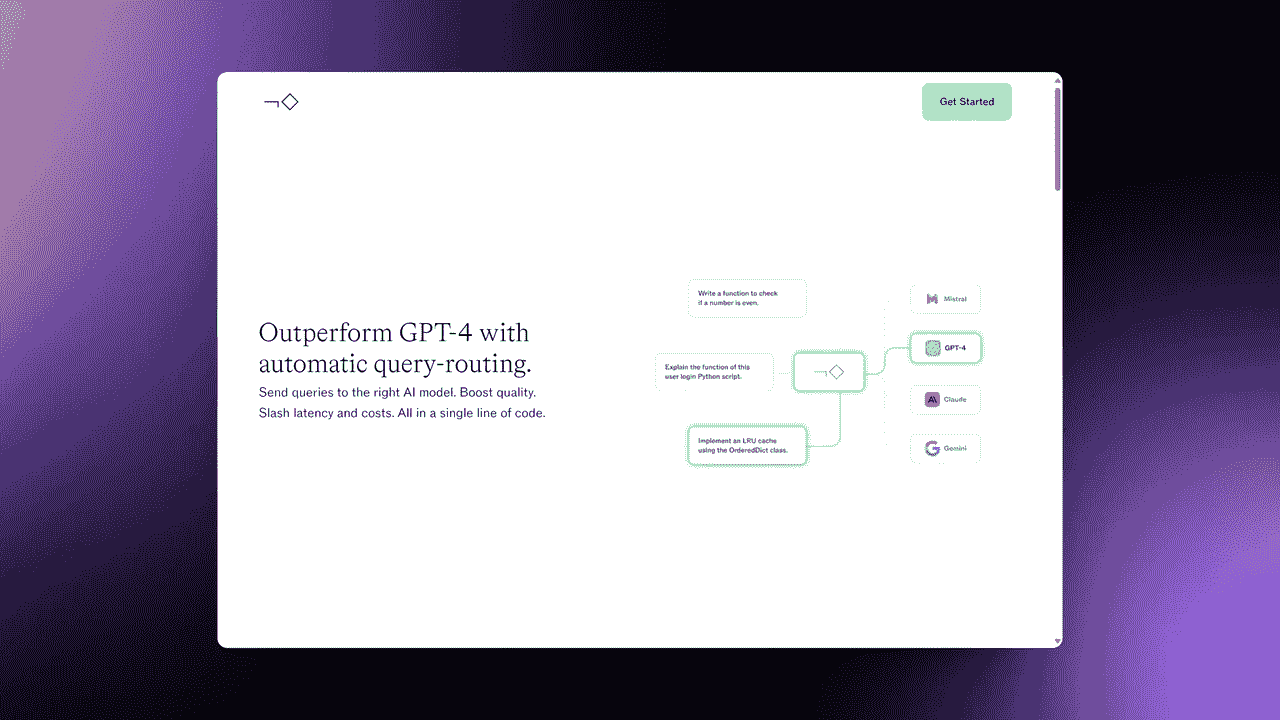 Get Started
Outperform GPT-4 with
automatic query-routing.
Send queries to the right AI model. Boost quality.
Slash latency and costs. All in a single line of code.
Write a function to check
if a number is even.
Explain the function of this
user login Python script.
Implement an LRU cache
using the OrderedDict class.
Mistral
GPT-4
Claude
Gemini